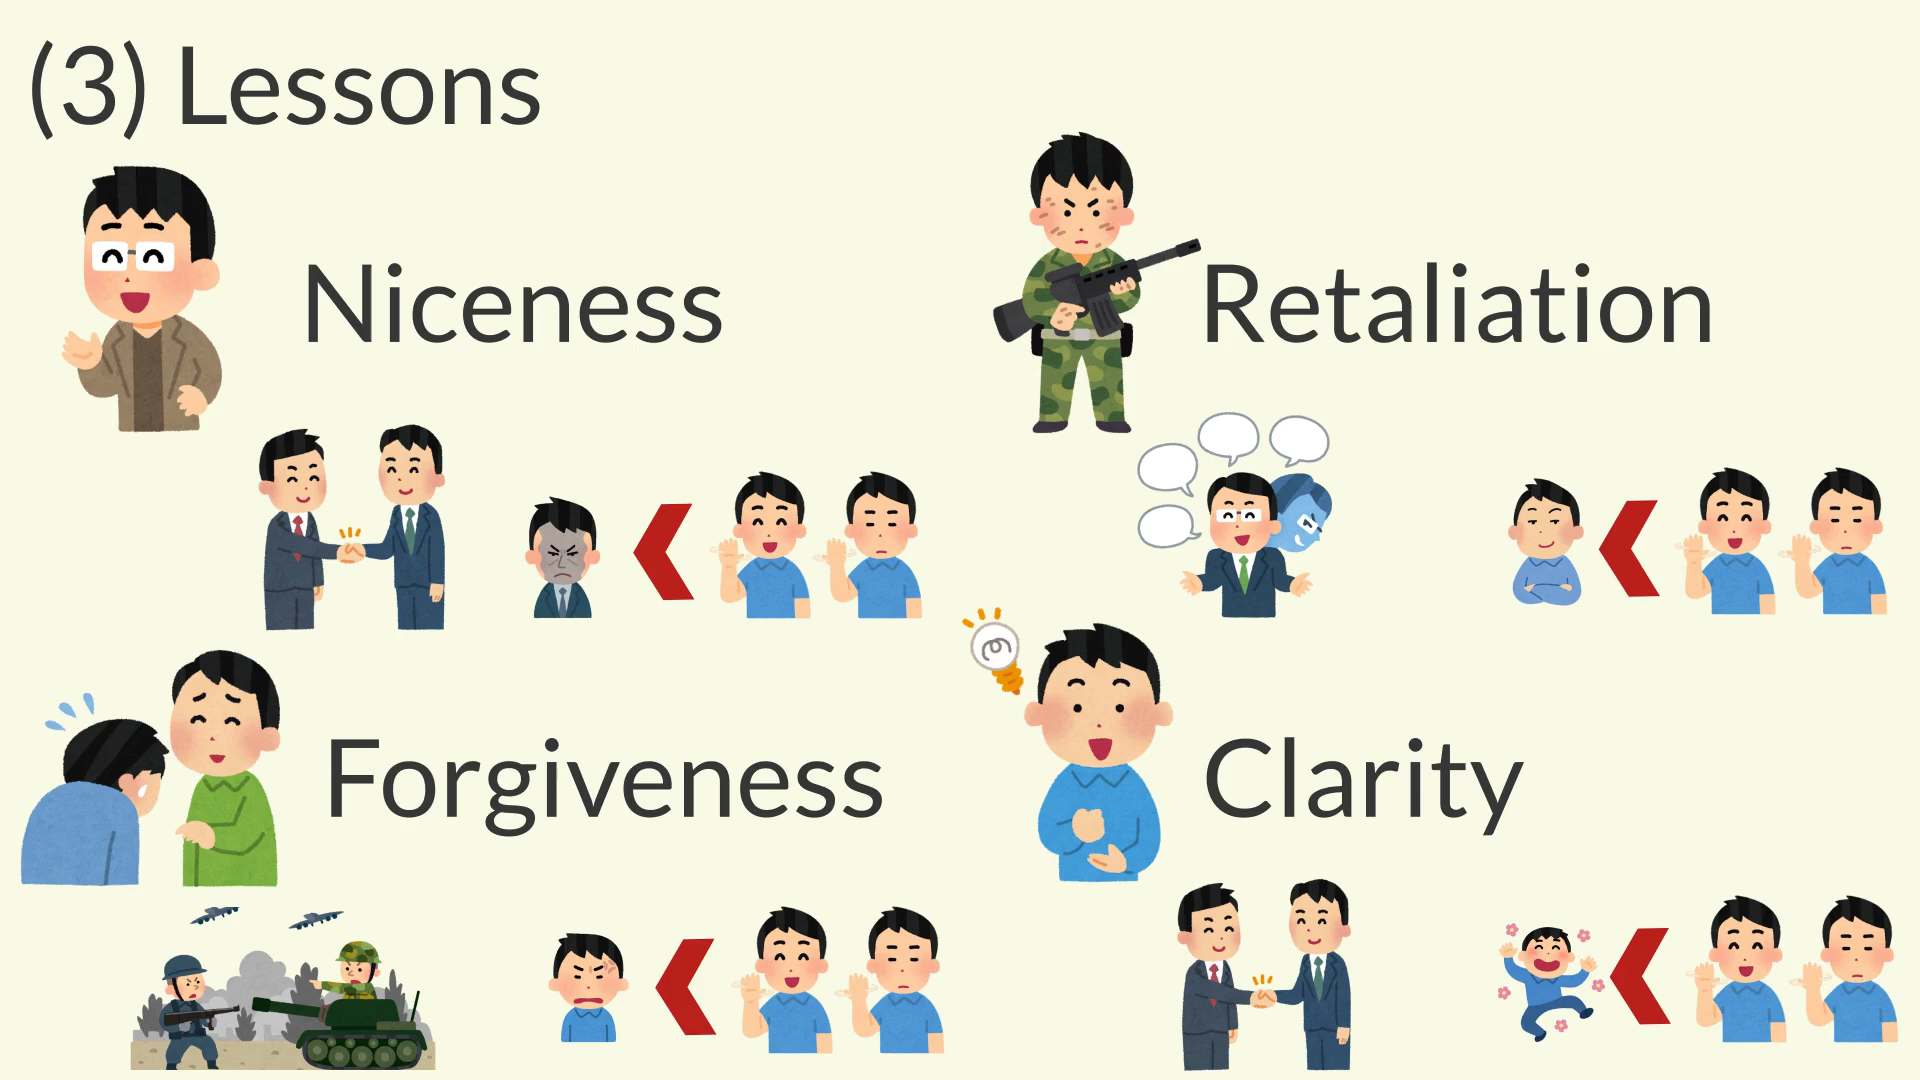 (3) Lessons
Niceness
Retaliation
Forgiveness
Clarity